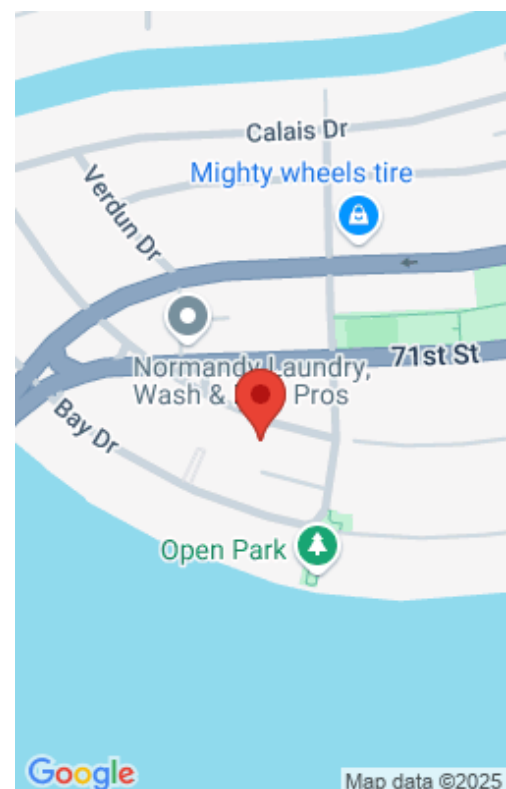 Calais Dr
Mighty wheels tire
Verdun Dr
71st St
Normandy Laundry,
Wash & Pros
Bay Dr
Open Park
Google
Map data ©2025